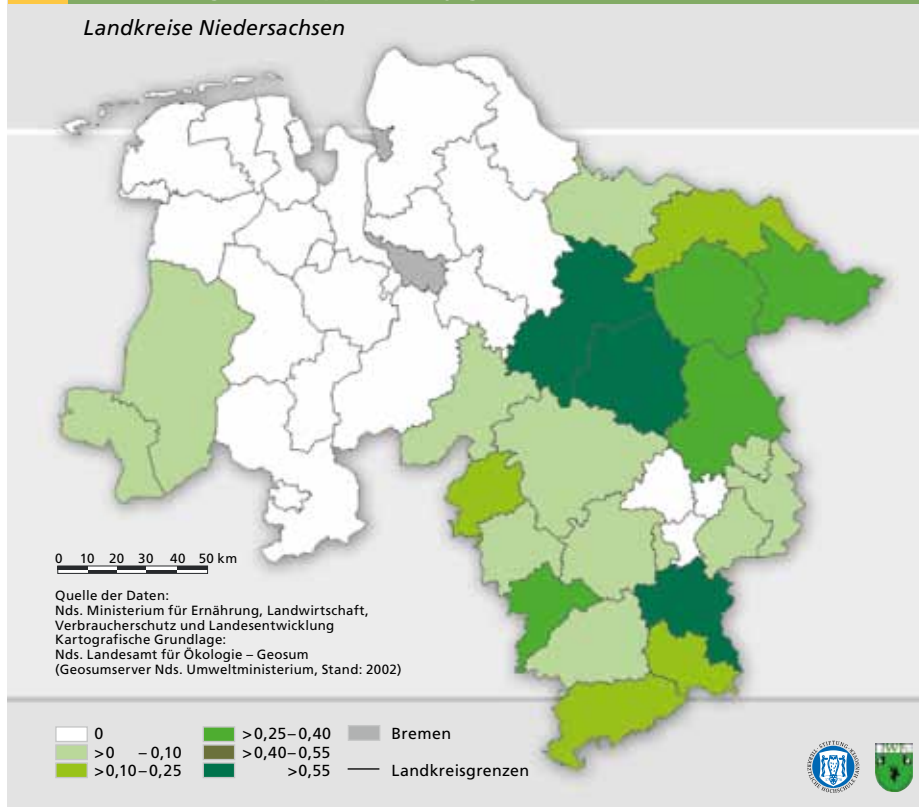 Landkreise Niedersachsen
0 10 20 30 40 50 km
Quelle der Daten:
Nds. Ministerium für Ernährung, Landwirtschaft,
Verbraucherschutz und Landesentwicklung
Kartografische Grundlage:
Nds. Landesamt für Ökologie – Geosum
(Geosumserver Nds. Umweltministerium, Stand: 2002)
0
>0 – 0,10
>0,10 – 0,25
>0,25 – 0,40
>0,40 – 0,55
>0,55
Bremen
Landkreisgrenzen